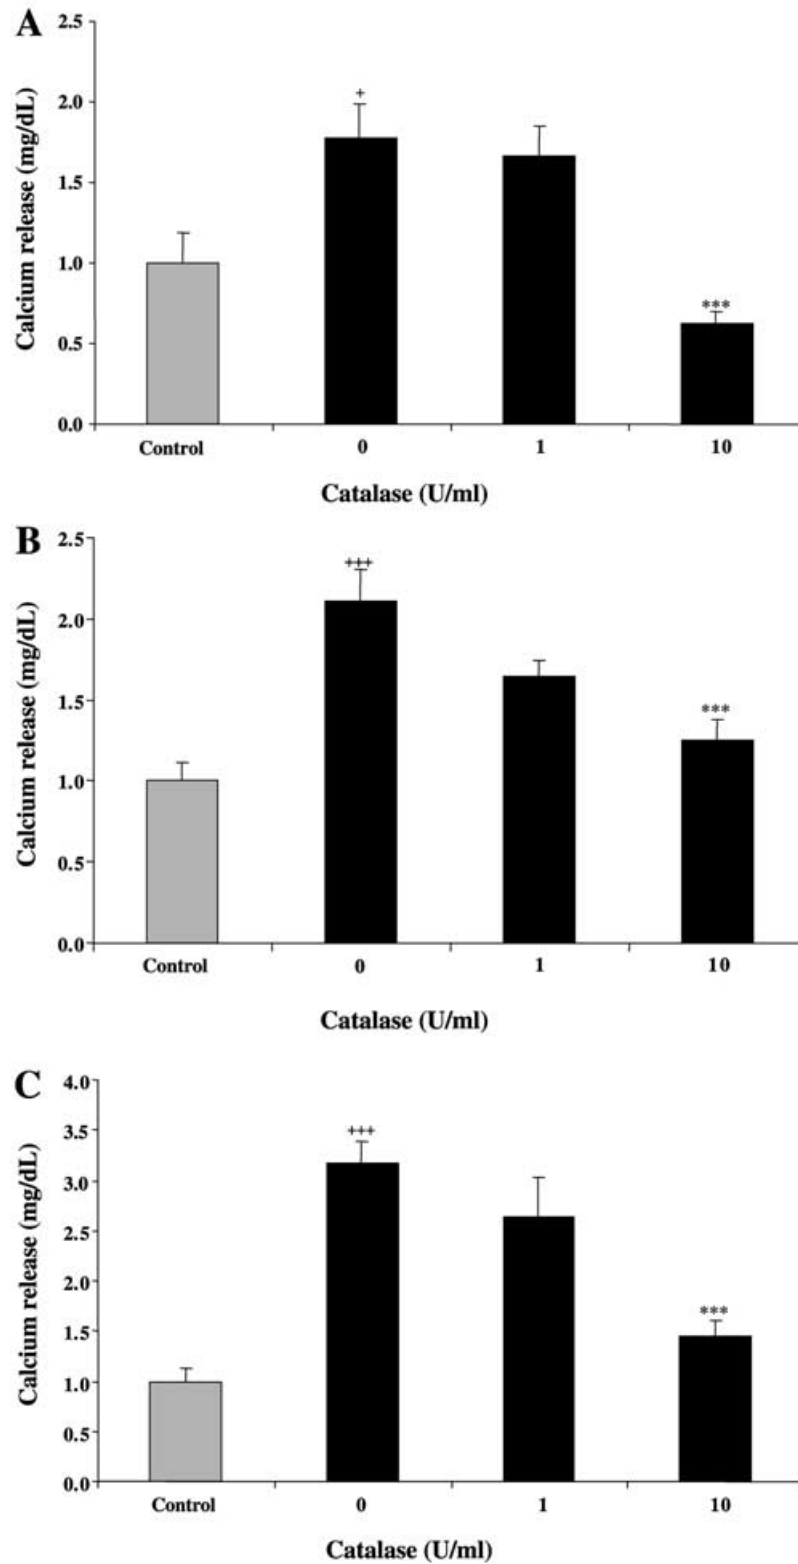 A
2.5
2.0
1.5
1.0
0.5
0.0
Calcium release (mg/dL)
+
***
Control 0 1 10
Catalase (U/ml)
B
2.5
2.0
1.5
1.0
0.5
0.0
Calcium release (mg/dL)
+++
***
Control 0 1 10
Catalase (U/ml)
C
4.0
3.5
3.0
2.5
2.0
1.5
1.0
0.5
0.0
Calcium release (mg/dL)
+++
***
Control 0 1 10
Catalase (U/ml)